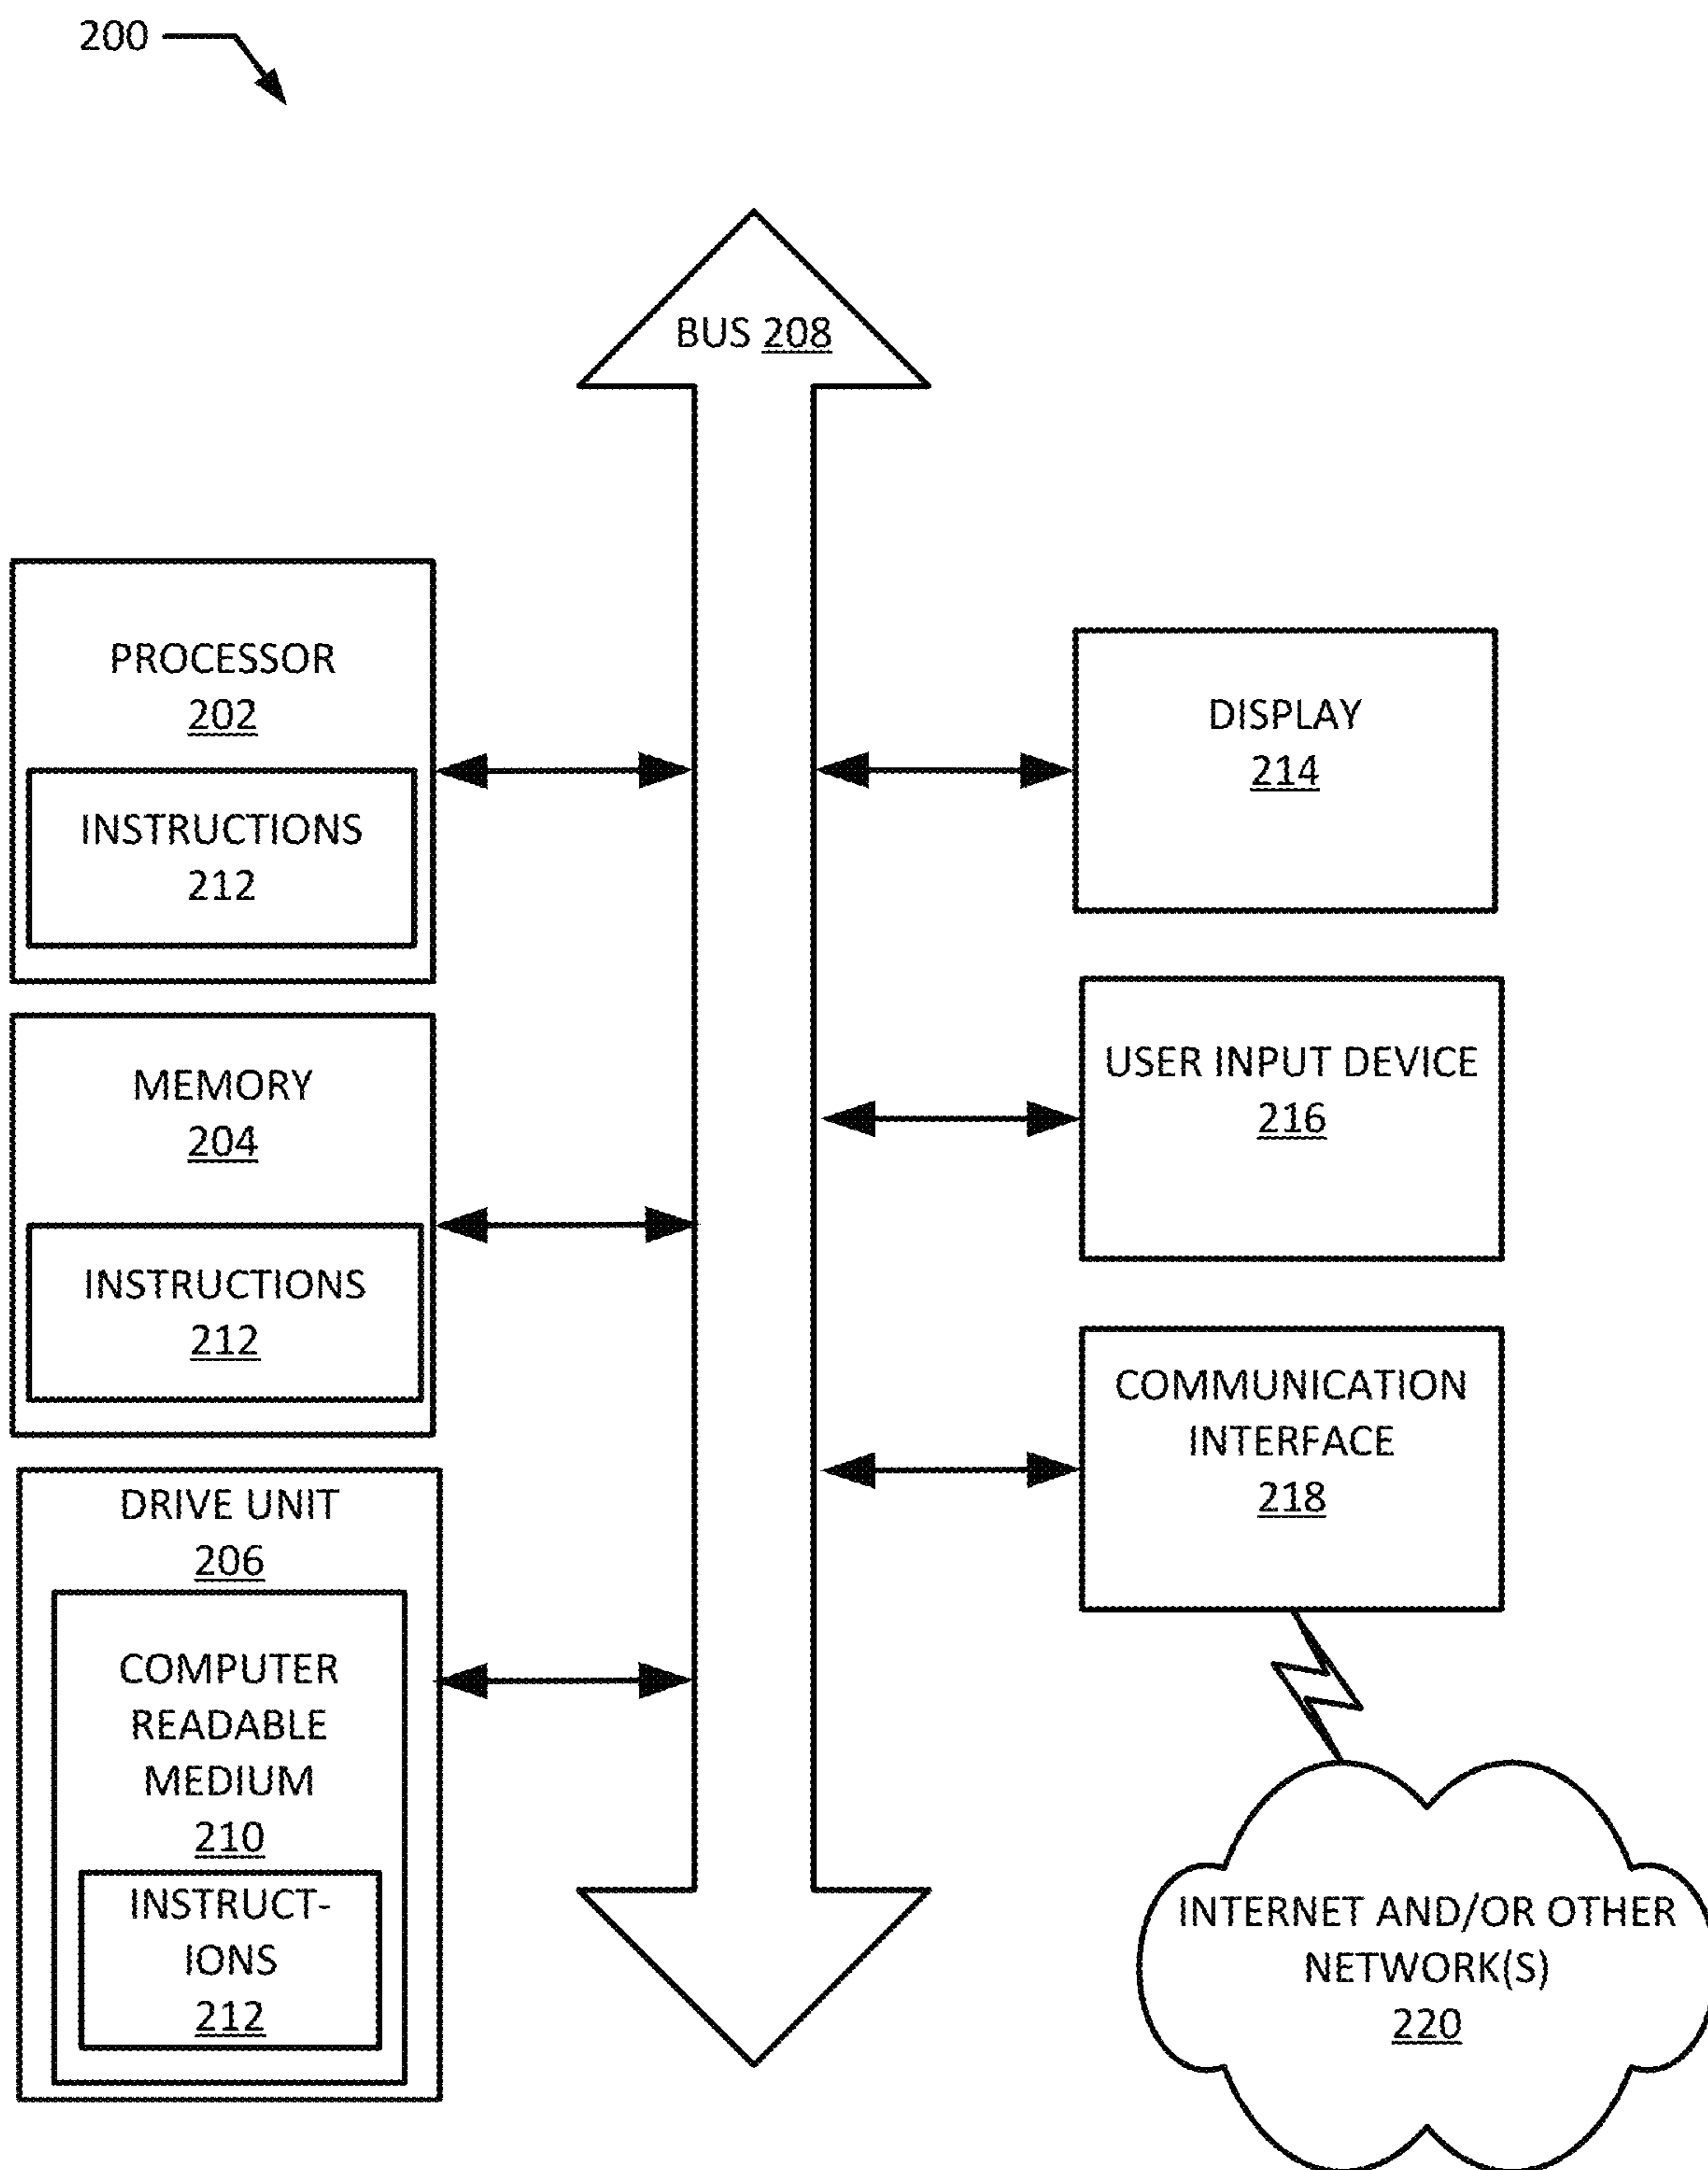 200
BUS 208
PROCESSOR
202
INSTRUCTIONS
212
MEMORY
204
INSTRUCTIONS
212
DRIVE UNIT
206
COMPUTER
READABLE
MEDIUM
210
INSTRUCT-
IONS
212
DISPLAY
214
USER INPUT DEVICE
216
COMMUNICATION
INTERFACE
218
INTERNET AND/OR OTHER
NETWORK(S)
220